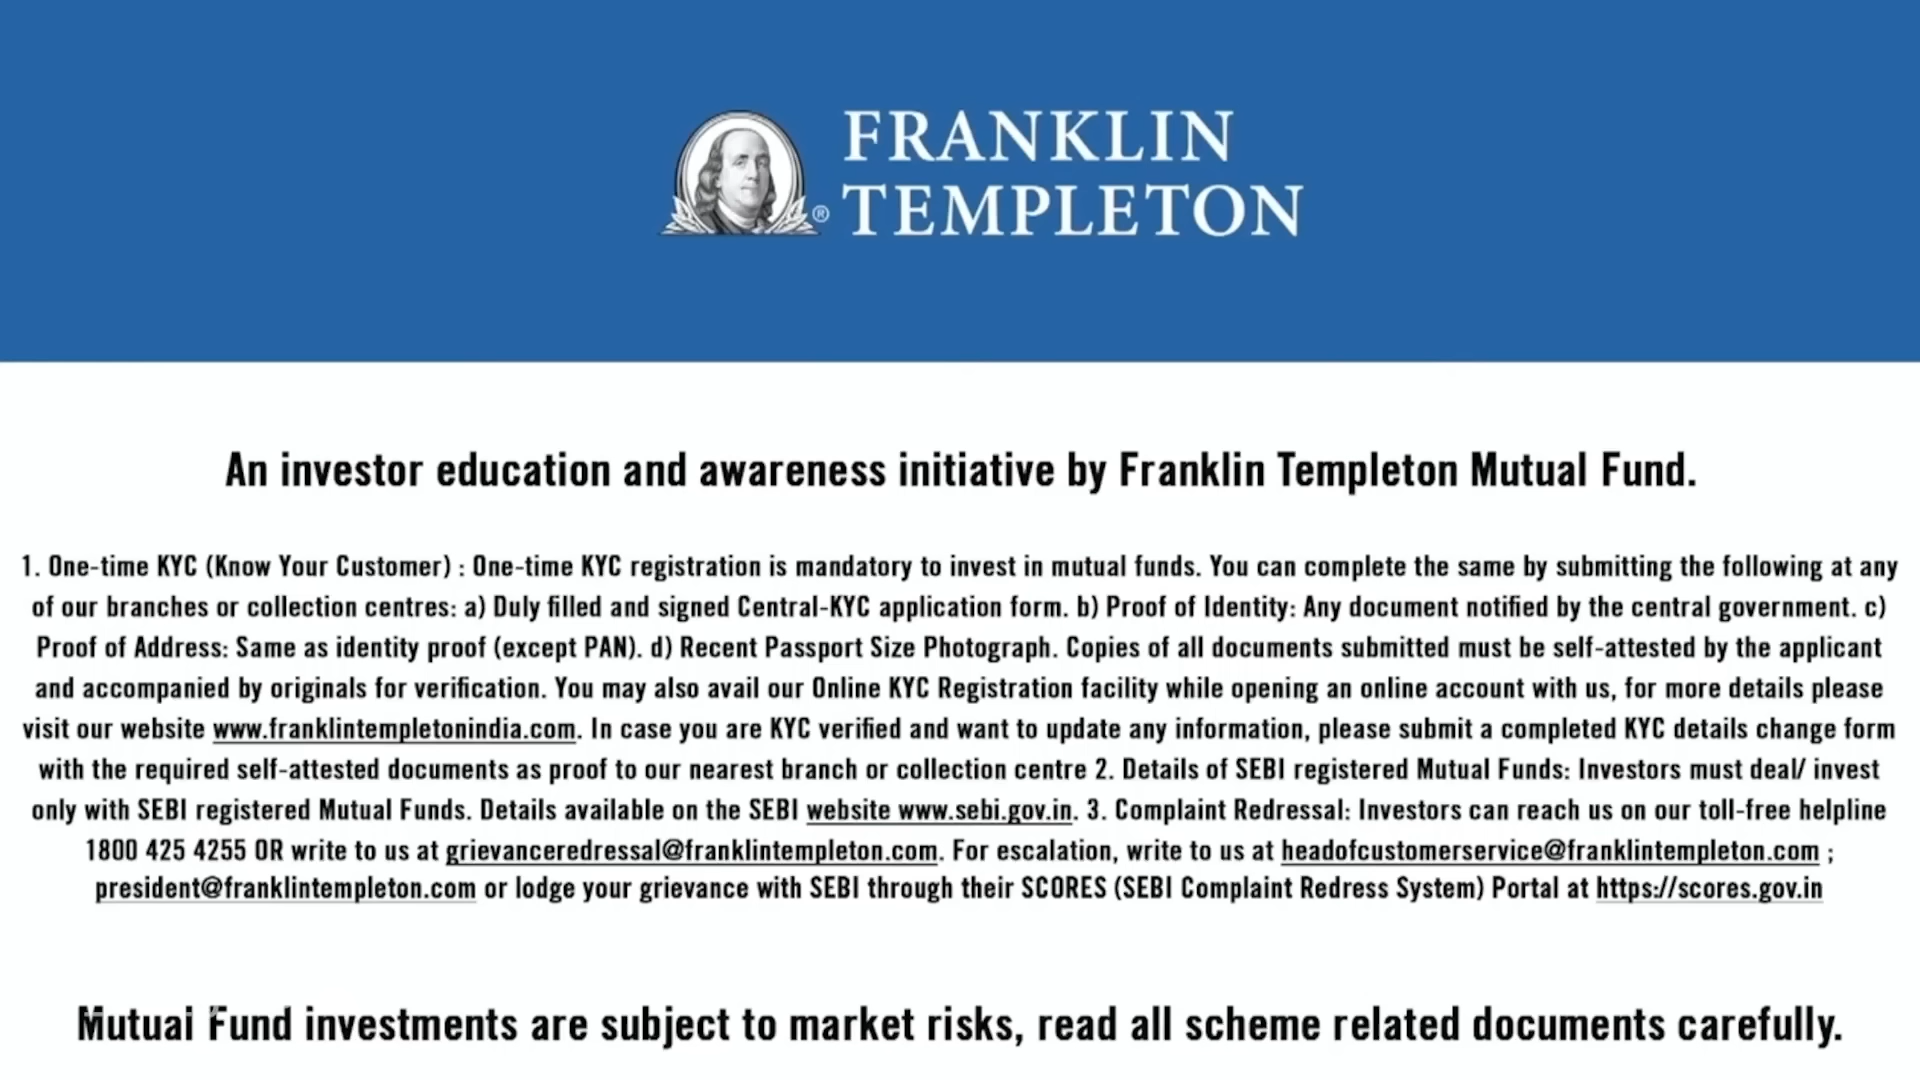 FRANKLIN
TEMPLETON
®
An investor education and awareness initiative by Franklin Templeton Mutual Fund.
1. One-time KYC (Know Your Customer) : One-time KYC registration is mandatory to invest in mutual funds. You can complete the same by submitting the following at any
of our branches or collection centres: a) Duly filled and signed Central-KYC application form. b) Proof of Identity: Any document notified by the central government. c)
Proof of Address: Same as identity proof (except PAN). d) Recent Passport Size Photograph. Copies of all documents submitted must be self-attested by the applicant
and accompanied by originals for verification. You may also avail our Online KYC Registration facility while opening an online account with us, for more details please
visit our website www.franklintempletonindia.com. In case you are KYC verified and want to update any information, please submit a completed KYC details change form
with the required self-attested documents as proof to our nearest branch or collection centre 2. Details of SEBI registered Mutual Funds: Investors must deal/ invest
only with SEBI registered Mutual Funds. Details available on the SEBI website www.sebi.gov.in. 3. Complaint Redressal: Investors can reach us on our toll-free helpline
1800 425 4255 OR write to us at grievanceredressal@franklintempleton.com. For escalation, write to us at headofcustomerservice@franklintempleton.com ;
president@franklintempleton.com or lodge your grievance with SEBI through their SCORES (SEBI Complaint Redress System) Portal at https://scores.gov.in
Mutual Fund investments are subject to market risks, read all scheme related documents carefully.